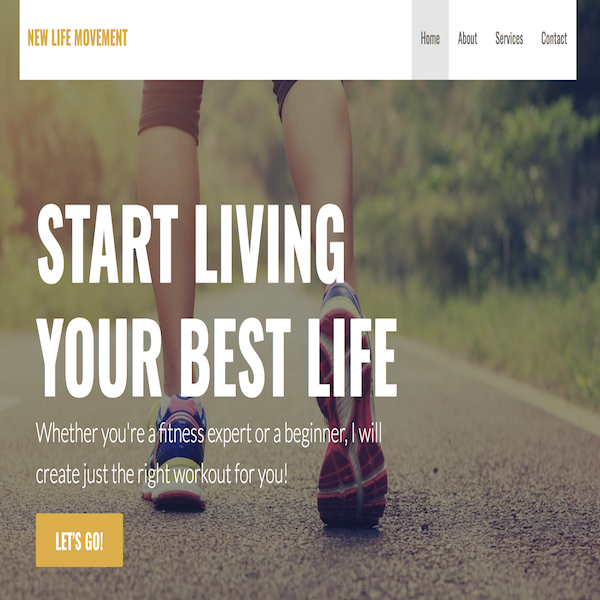 NEW LIFE MOVEMENT
Home About Services Contact
START LIVING
YOUR BEST LIFE
Whether you're a fitness expert or a beginner, I will
create just the right workout for you!
LET'S GO!